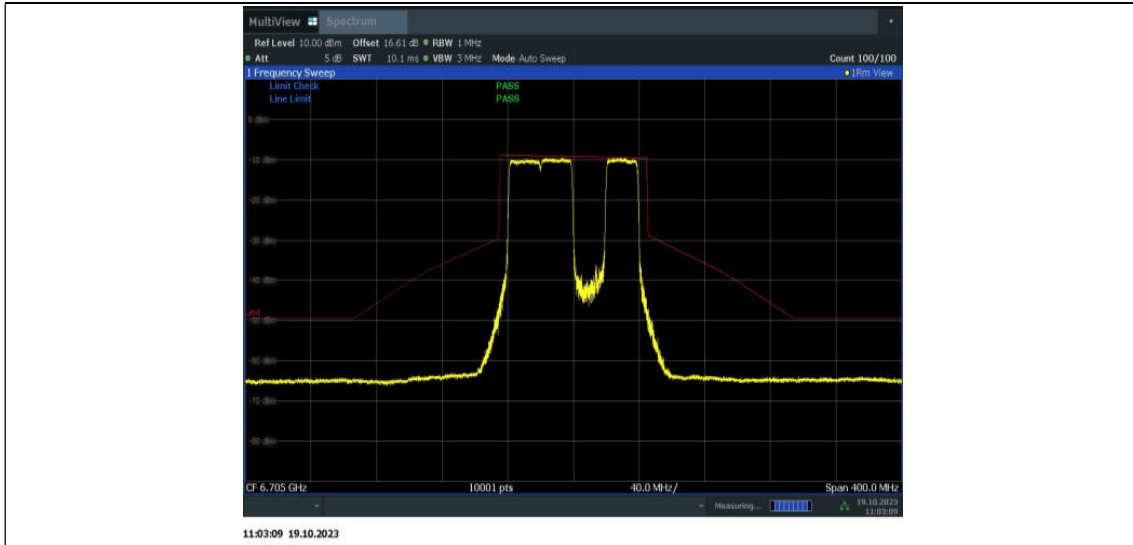 MultiView Spectrum
Ref Level 10.00 dBm Offset 16.61 dB RBW 1 MHz
Att 5 dB SWT 10.1 ms VBW 3 MHz Mode Auto Sweep Count 100/100
1 Frequency Sweep 1Rm View
Limit Check PASS
Line Limit PASS
0 dBm
-10 dBm
-20 dBm
-30 dBm
-40 dBm
-50 dBm
-60 dBm
-70 dBm
-80 dBm
CF 6.705 GHz 10001 pts 40.0 MHz/ Span 400.0 MHz
Measuring... 19.10.2023
11:03:09
11:03:09 19.10.2023